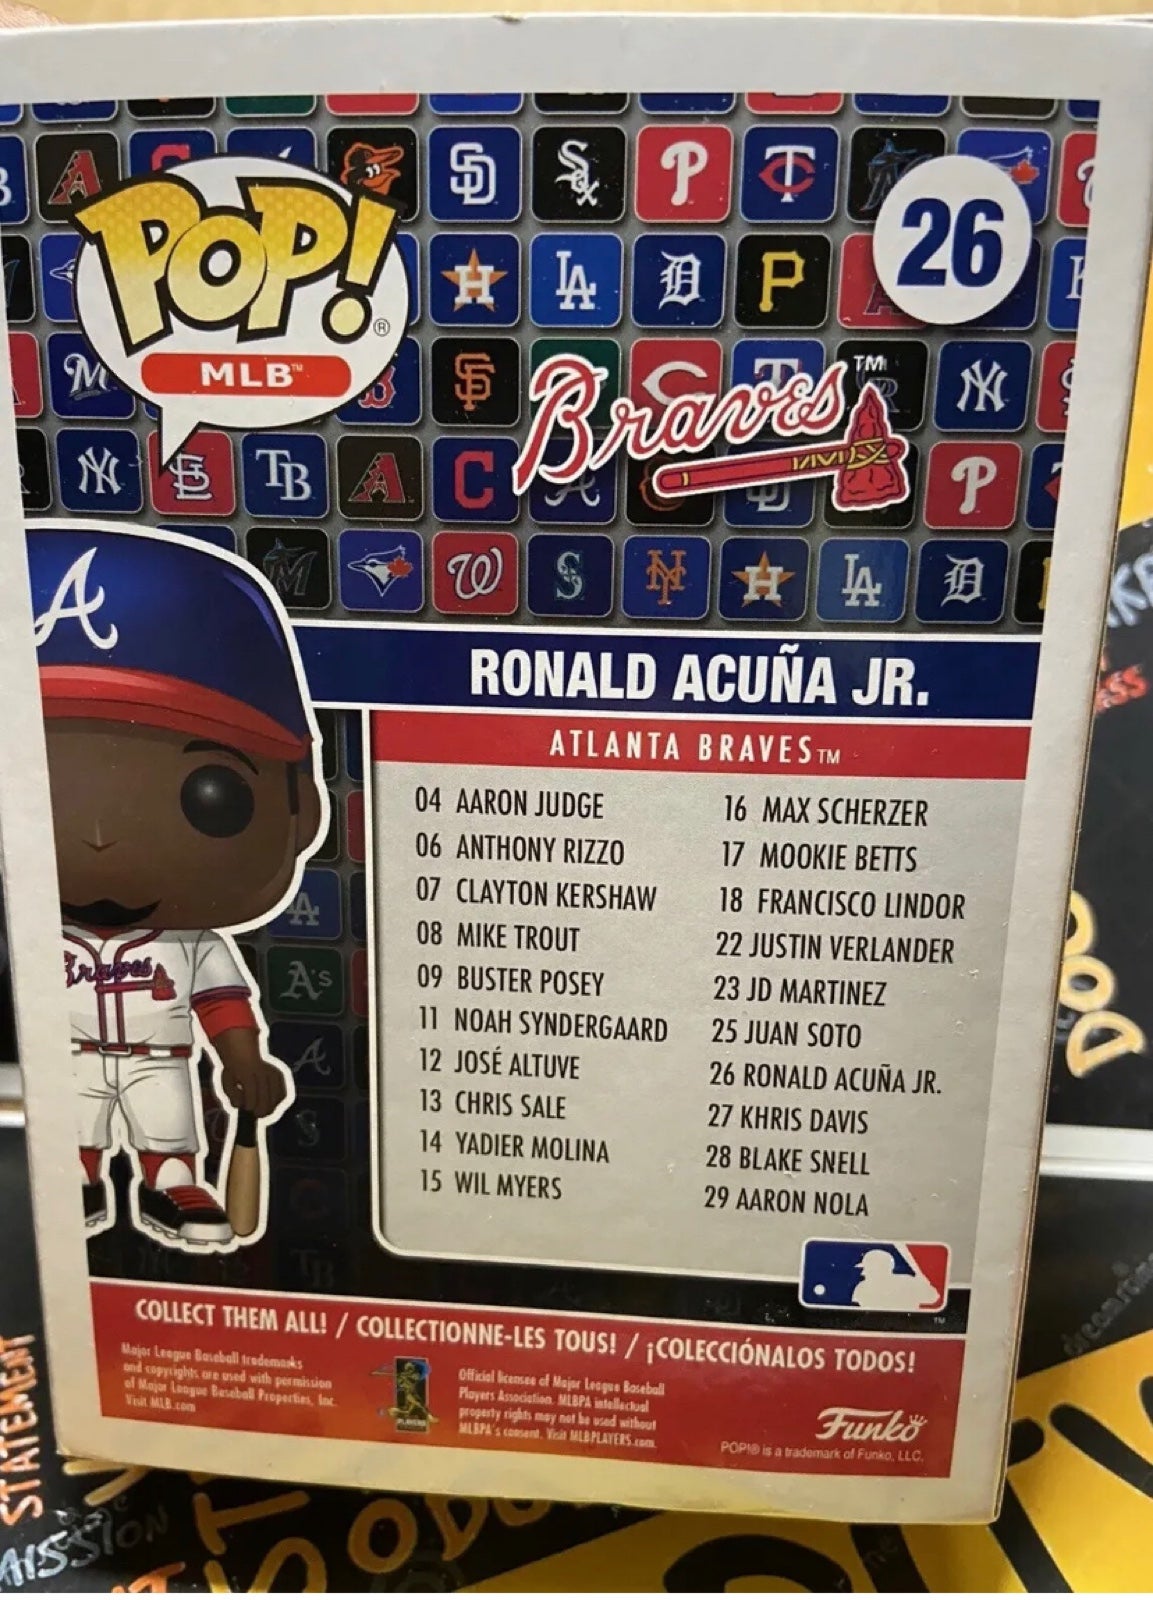 POP!®
MLB™
26
Braves™
RONALD ACUÑA JR.
ATLANTA BRAVES™
04 AARON JUDGE
06 ANTHONY RIZZO
07 CLAYTON KERSHAW
08 MIKE TROUT
09 BUSTER POSEY
11 NOAH SYNDERGAARD
12 JOSÉ ALTUVE
13 CHRIS SALE
14 YADIER MOLINA
15 WIL MYERS
16 MAX SCHERZER
17 MOOKIE BETTS
18 FRANCISCO LINDOR
22 JUSTIN VERLANDER
23 JD MARTINEZ
25 JUAN SOTO
26 RONALD ACUÑA JR.
27 KHRIS DAVIS
28 BLAKE SNELL
29 AARON NOLA
COLLECT THEM ALL! / COLLECTIONNE-LES TOUS! / ¡COLECCIÓNALOS TODOS!
Major League Baseball trademarks
and copyrights are used with permission
of Major League Baseball Properties, Inc.
Visit MLB.com
Official licensee of Major League Baseball
Players Association. MLBPA intellectual
property rights may not be used without
MLBPA's consent. Visit MLBPLAYERS.com.
Funko
POP!® is a trademark of Funko, LLC.
STATEMENT